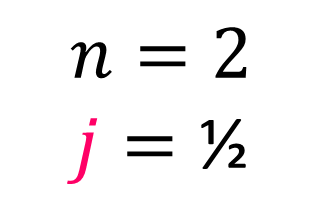 n = 2
j = ½